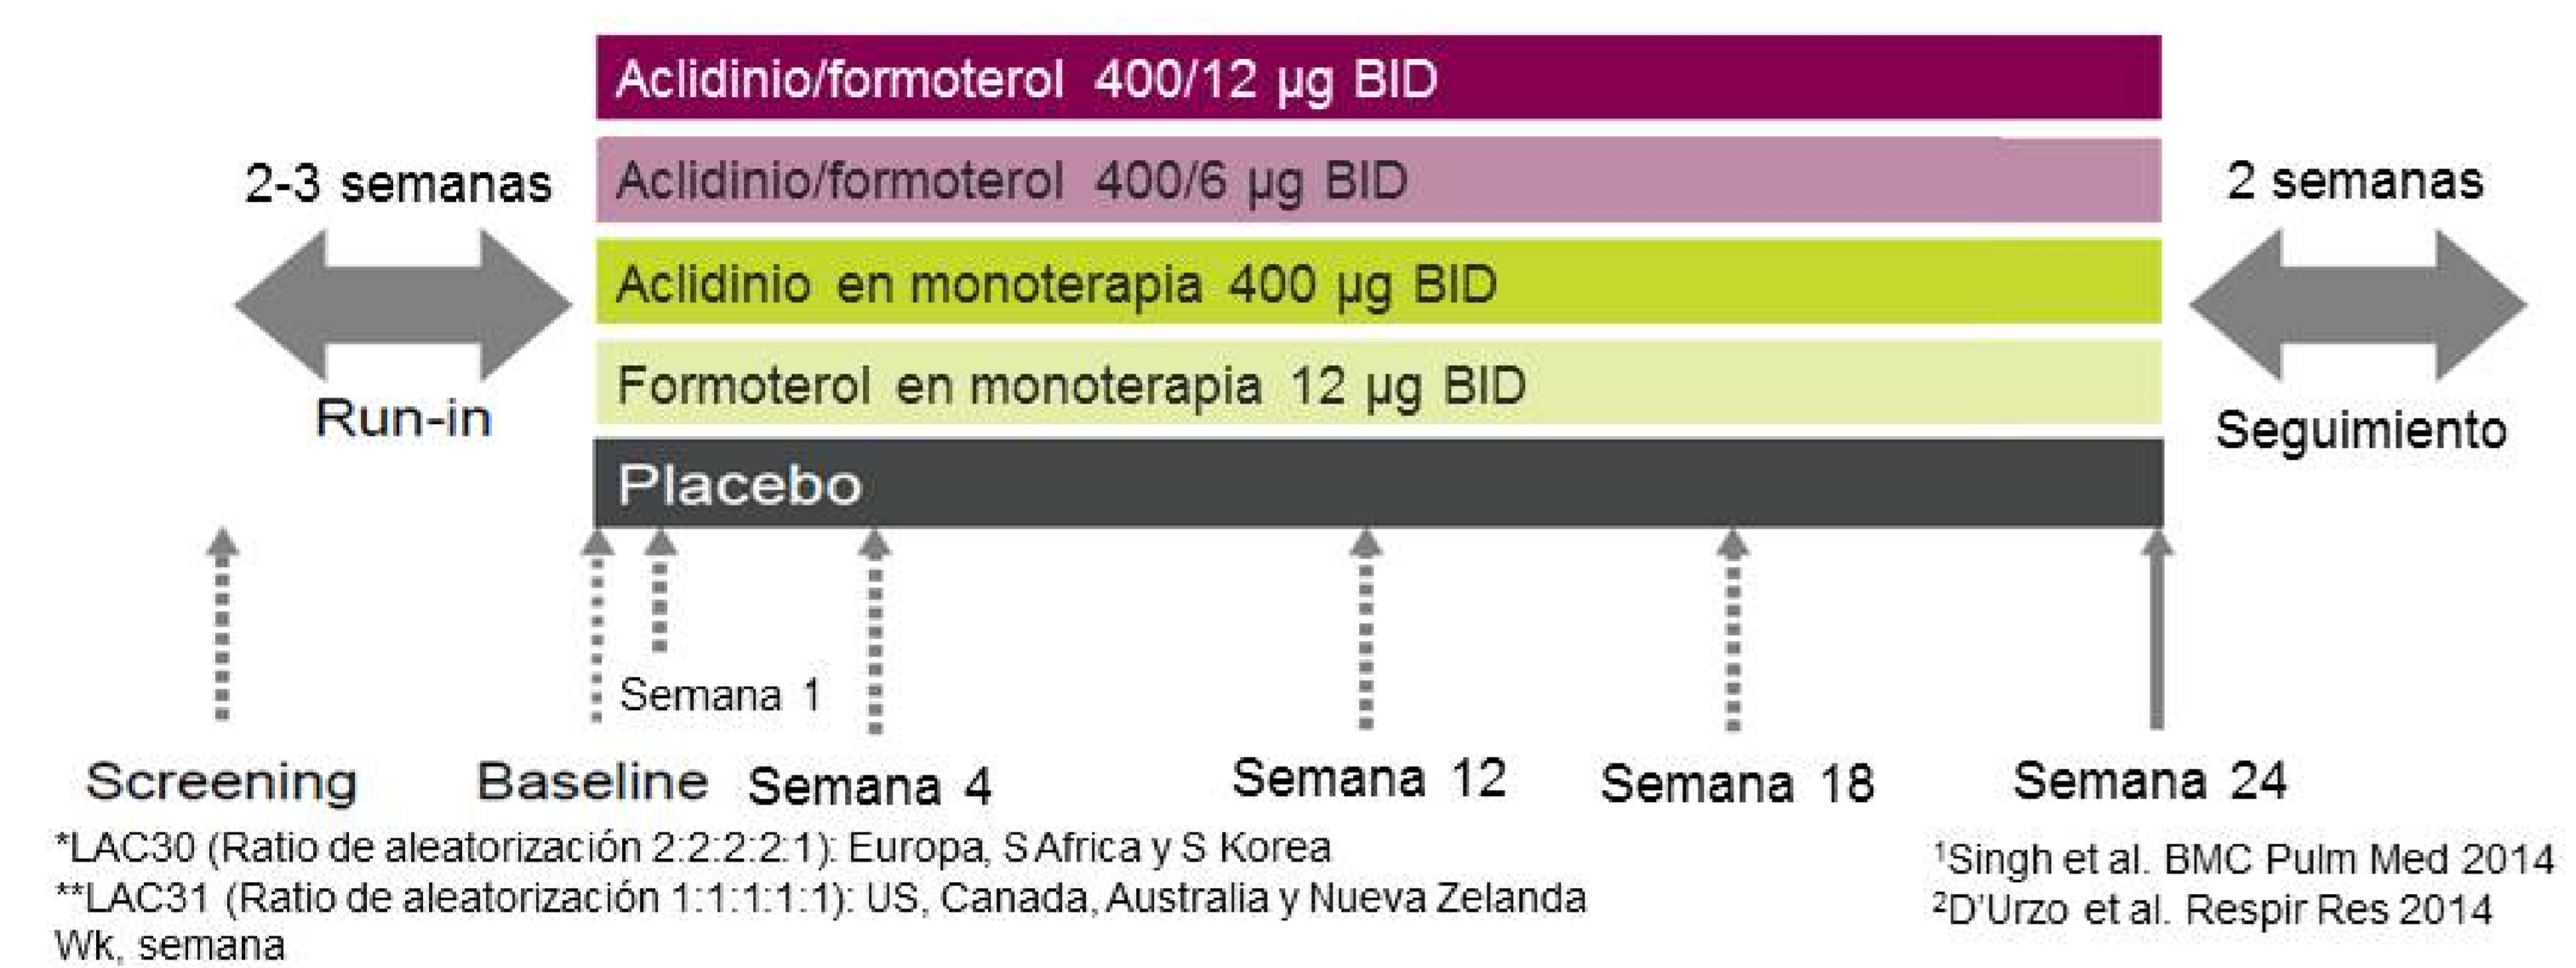 Aclidinio/formoterol 400/12 µg BID
Aclidinio/formoterol 400/6 µg BID
Aclidinio en monoterapia 400 µg BID
Formoterol en monoterapia 12 µg BID
Placebo
2-3 semanas
Run-in
2 semanas
Seguimiento
Semana 1
Screening
Baseline
Semana 4
Semana 12
Semana 18
Semana 24
*LAC30 (Ratio de aleatorización 2:2:2:2:1): Europa, S Africa y S Korea
**LAC31 (Ratio de aleatorización 1:1:1:1:1): US, Canada, Australia y Nueva Zelanda
Wk, semana
¹Singh et al. BMC Pulm Med 2014
²D'Urzo et al. Respir Res 2014